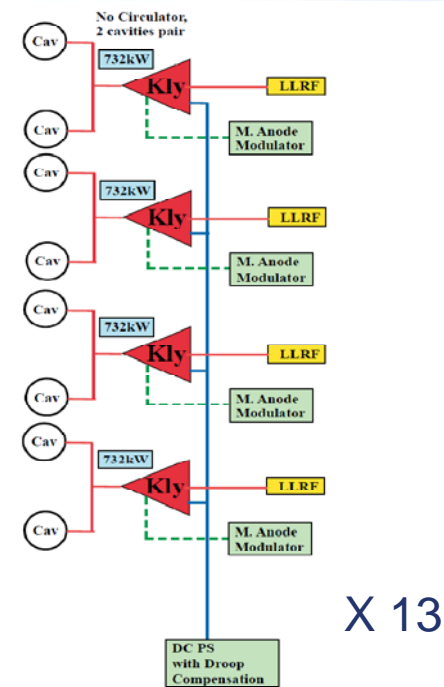 No Circulator,
2 cavities pair
Cav
732kW
Kly
LLRF
Cav
M. Anode
Modulator
Cav
732kW
Kly
LLRF
Cav
M. Anode
Modulator
Cav
732kW
Kly
LLRF
Cav
M. Anode
Modulator
Cav
732kW
Kly
LLRF
Cav
M. Anode
Modulator
X 13
DC PS
with Droop
Compensation